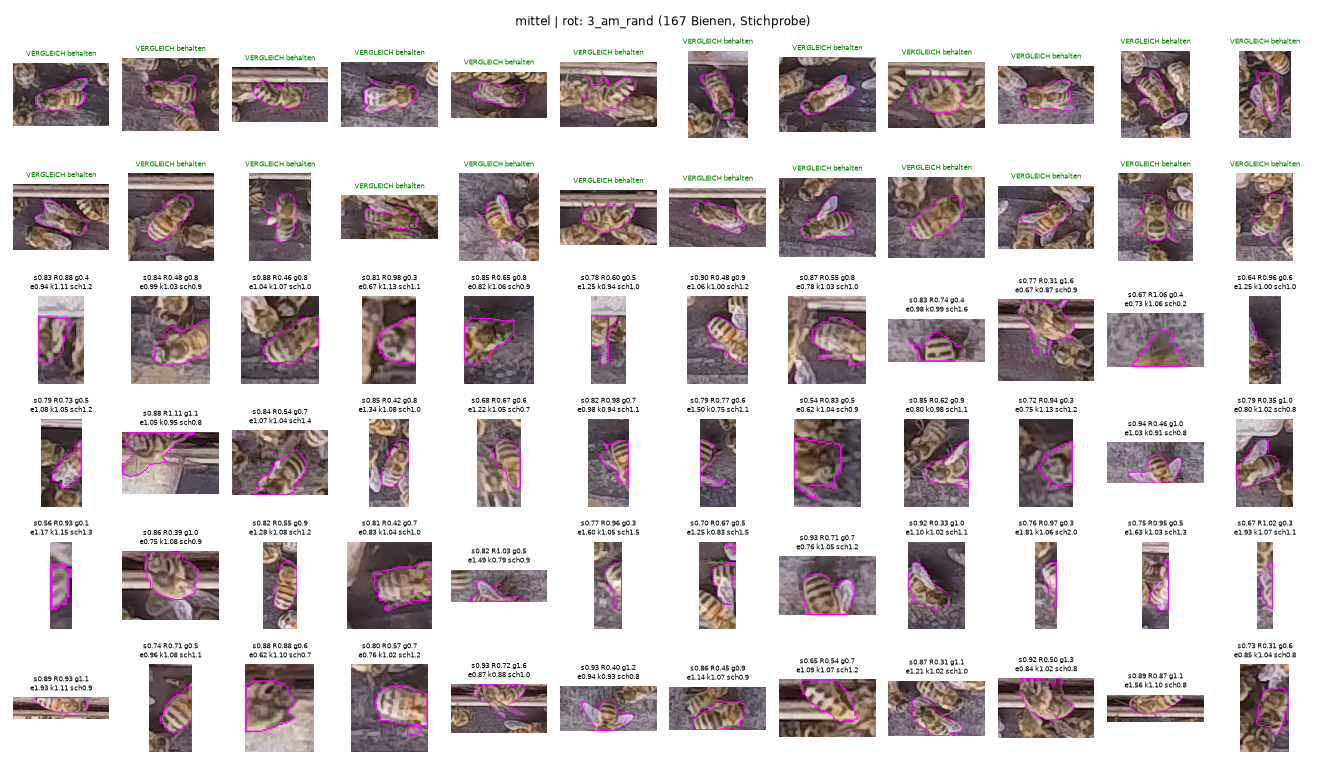 mittel | rot: 3_am_rand (167 Bienen, Stichprobe)
VERGLEICH behalten VERGLEICH behalten VERGLEICH behalten VERGLEICH behalten VERGLEICH behalten VERGLEICH behalten VERGLEICH behalten VERGLEICH behalten VERGLEICH behalten VERGLEICH behalten VERGLEICH behalten VERGLEICH behalten
VERGLEICH behalten VERGLEICH behalten VERGLEICH behalten VERGLEICH behalten VERGLEICH behalten VERGLEICH behalten VERGLEICH behalten VERGLEICH behalten VERGLEICH behalten VERGLEICH behalten VERGLEICH behalten VERGLEICH behalten
s0.83 R0.88 g0.4
e0.94 k1.11 sch1.2
s0.84 R0.48 g0.8
e0.99 k1.03 sch0.9
s0.88 R0.46 g0.8
e1.04 k1.07 sch1.0
s0.81 R0.98 g0.3
e0.67 k1.13 sch1.1
s0.85 R0.65 g0.8
e0.82 k1.06 sch0.9
s0.78 R0.60 g0.5
e1.25 k0.94 sch1.0
s0.90 R0.48 g0.9
e1.06 k1.00 sch1.2
s0.87 R0.55 g0.8
e0.78 k1.03 sch1.0
s0.83 R0.74 g0.4
e0.98 k0.99 sch1.6
s0.77 R0.31 g1.6
e0.67 k0.87 sch0.9
s0.67 R1.06 g0.4
e0.73 k1.06 sch0.2
s0.64 R0.96 g0.6
e1.25 k1.00 sch1.0
s0.79 R0.73 g0.5
e1.08 k1.05 sch1.2
s0.88 R1.11 g1.1
e1.05 k0.95 sch0.8
s0.84 R0.54 g0.7
e1.07 k1.04 sch1.4
s0.85 R0.42 g0.8
e1.34 k1.08 sch1.0
s0.68 R0.67 g0.6
e1.22 k1.05 sch0.7
s0.82 R0.98 g0.7
e0.98 k0.94 sch1.1
s0.79 R0.77 g0.6
e1.50 k0.75 sch1.1
s0.54 R0.83 g0.5
e0.62 k1.04 sch0.9
s0.85 R0.62 g0.9
e0.80 k0.98 sch1.1
s0.72 R0.94 g0.3
e0.75 k1.13 sch1.2
s0.94 R0.46 g1.0
e1.03 k0.91 sch0.8
s0.79 R0.35 g1.0
e0.80 k1.02 sch0.8
s0.56 R0.93 g0.1
e1.17 k1.15 sch1.3
s0.86 R0.39 g1.0
e0.75 k1.08 sch0.9
s0.82 R0.55 g0.9
e1.28 k1.08 sch1.2
s0.81 R0.42 g0.7
e0.83 k1.04 sch1.0
s0.82 R1.03 g0.5
e1.49 k0.79 sch0.9
s0.77 R0.96 g0.3
e1.60 k1.05 sch1.5
s0.70 R0.67 g0.5
e1.25 k0.83 sch1.5
s0.93 R0.71 g0.7
e0.76 k1.05 sch1.2
s0.92 R0.33 g1.0
e1.10 k1.02 sch1.1
s0.76 R0.97 g0.3
e1.81 k1.06 sch2.0
s0.75 R0.95 g0.5
e1.63 k1.03 sch1.3
s0.67 R1.02 g0.3
e1.93 k1.07 sch1.1
s0.89 R0.93 g1.1
e1.93 k1.11 sch0.9
s0.74 R0.71 g0.5
e0.96 k1.08 sch1.1
s0.88 R0.88 g0.6
e0.62 k1.10 sch0.7
s0.80 R0.57 g0.7
e0.76 k1.02 sch1.2
s0.93 R0.72 g1.6
e0.87 k0.88 sch1.0
s0.93 R0.40 g1.2
e0.94 k0.93 sch0.8
s0.86 R0.45 g0.9
e1.14 k1.07 sch0.9
s0.65 R0.54 g0.7
e1.09 k1.07 sch1.2
s0.87 R0.31 g1.1
e1.21 k1.02 sch1.0
s0.92 R0.50 g1.3
e0.84 k1.02 sch0.8
s0.89 R0.87 g1.1
e1.56 k1.10 sch0.8
s0.73 R0.31 g0.6
e0.85 k1.04 sch0.8